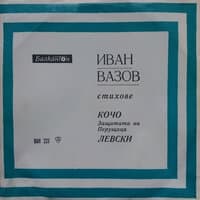 Балкантон
ИВАН
ВАЗОВ
стихове
КОЧО
Защитата на
Перущица
ЛЕВСКИ